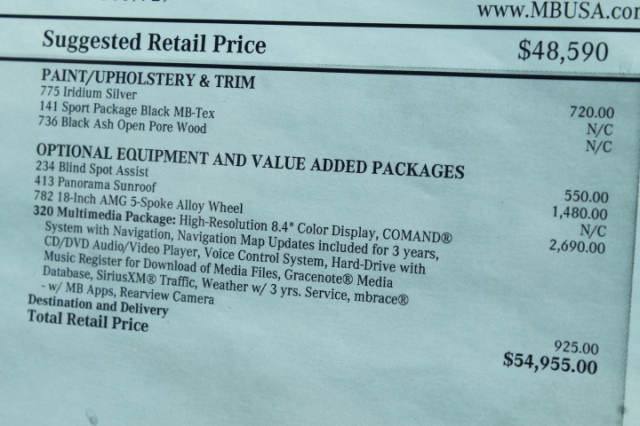 www.MBUSA.com
Suggested Retail Price $48,590
PAINT/UPHOLSTERY & TRIM
775 Iridium Silver 720.00
141 Sport Package Black MB-Tex N/C
736 Black Ash Open Pore Wood N/C
OPTIONAL EQUIPMENT AND VALUE ADDED PACKAGES
234 Blind Spot Assist 550.00
413 Panorama Sunroof 1,480.00
782 18-Inch AMG 5-Spoke Alloy Wheel N/C
320 Multimedia Package: High-Resolution 8.4" Color Display, COMAND® 2,690.00
System with Navigation, Navigation Map Updates included for 3 years,
CD/DVD Audio/Video Player, Voice Control System, Hard-Drive with
Music Register for Download of Media Files, Gracenote® Media
Database, SiriusXM® Traffic, Weather w/ 3 yrs. Service, mbrace®
- w/ MB Apps, Rearview Camera
Destination and Delivery 925.00
Total Retail Price $54,955.00